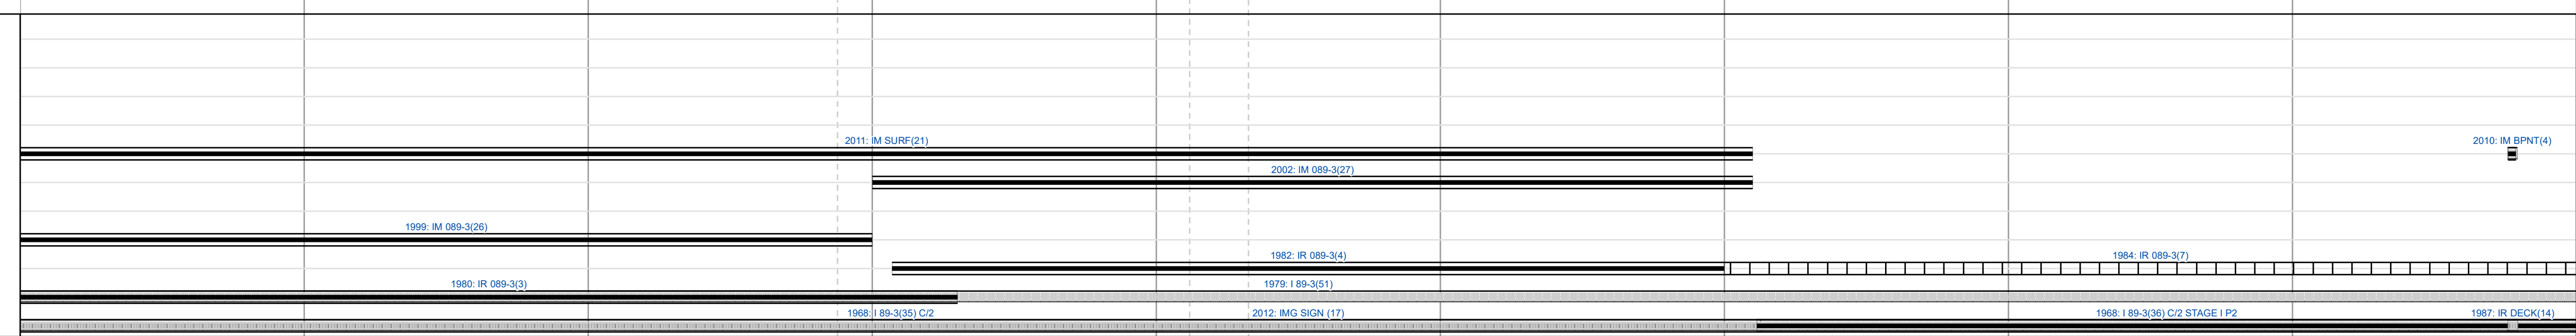 2011: IM SURF(21)
2010: IM BPNT(4)
2002: IM 089-3(27)
1999: IM 089-3(26)
1982: IR 089-3(4)
1984: IR 089-3(7)
1980: IR 089-3(3)
1979: I 89-3(51)
1968: I 89-3(35) C/2
2012: IMG SIGN (17)
1968: I 89-3(36) C/2 STAGE I P2
1987: IR DECK(14)